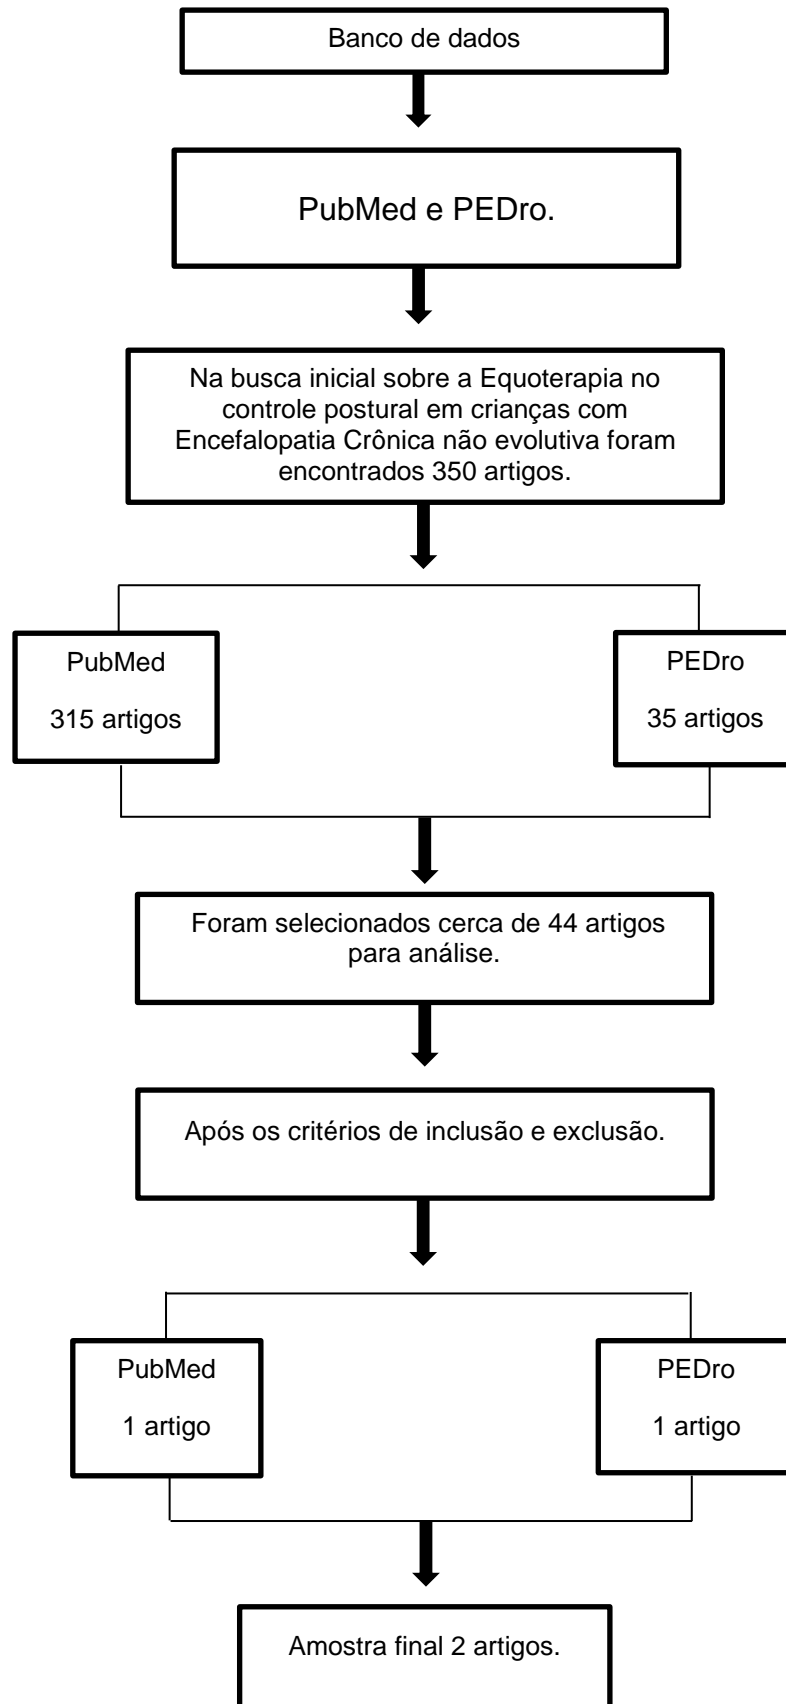 Banco de dados
PubMed e PEDro.
Na busca inicial sobre a Equoterapia no
controle postural em crianças com
Encefalopatia Crônica não evolutiva foram
encontrados 350 artigos.
PubMed
315 artigos
PEDro
35 artigos
Foram selecionados cerca de 44 artigos
para análise.
Após os critérios de inclusão e exclusão.
PubMed
1 artigo
PEDro
1 artigo
Amostra final 2 artigos.